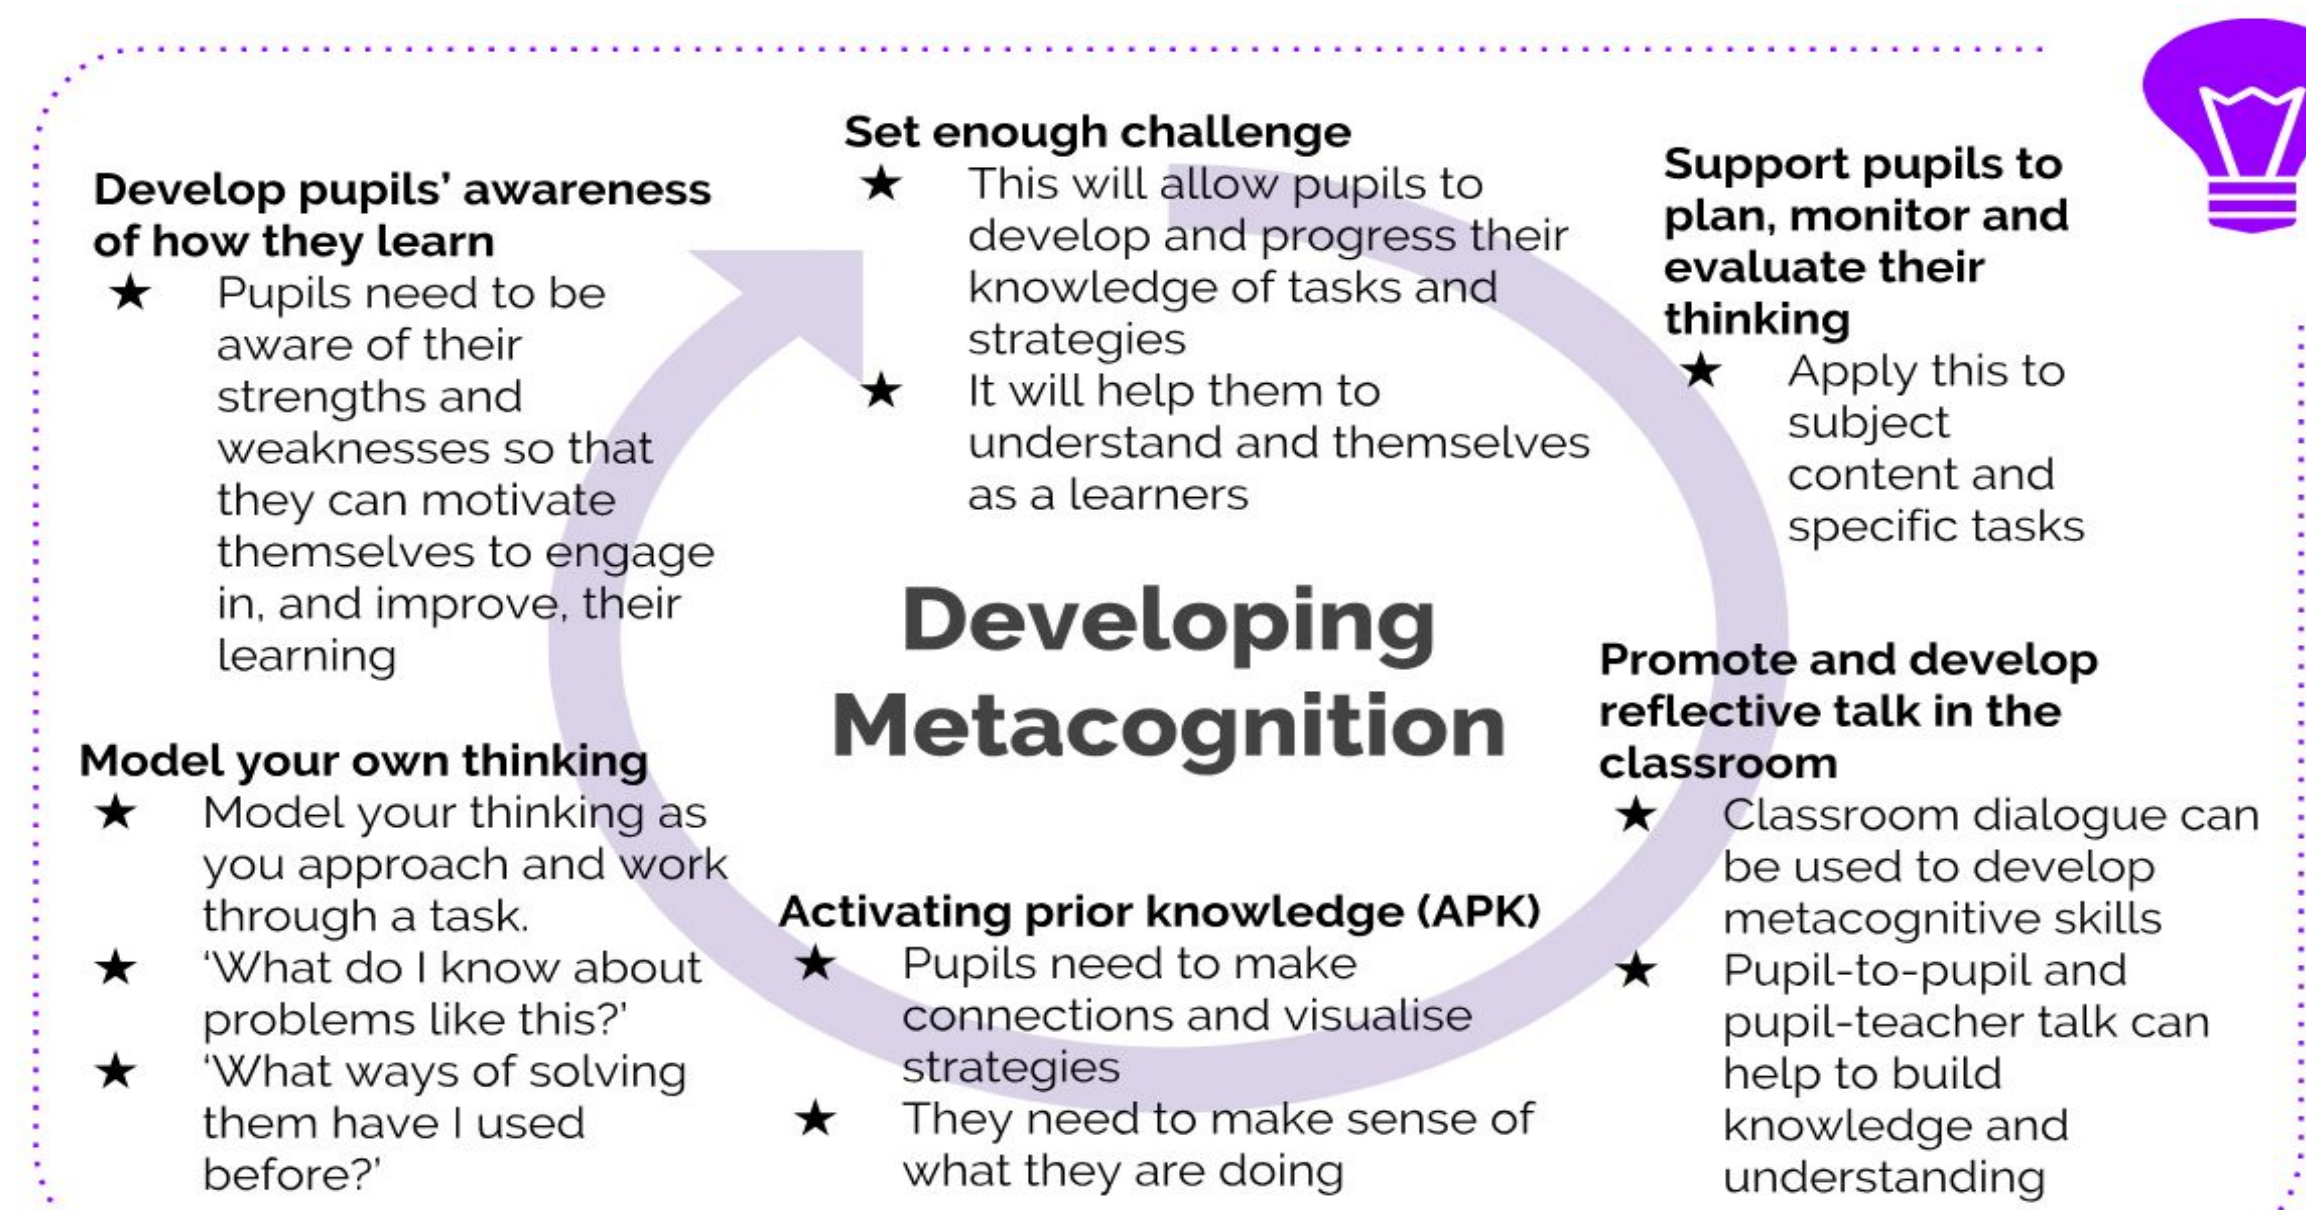 Set enough challenge
★ This will allow pupils to
develop and progress their
knowledge of tasks and
strategies
★ It will help them to
understand and themselves
as a learners
Support pupils to
plan, monitor and
evaluate their
thinking
★ Apply this to
subject
content and
specific tasks
Promote and develop
reflective talk in the
classroom
★ Classroom dialogue can
be used to develop
metacognitive skills
★ Pupil-to-pupil and
pupil-teacher talk can
help to build
knowledge and
understanding
Activating prior knowledge (APK)
★ Pupils need to make
connections and visualise
strategies
★ They need to make sense of
what they are doing
Model your own thinking
★ Model your thinking as
you approach and work
through a task.
★ ‘What do I know about
problems like this?’
★ ‘What ways of solving
them have I used
before?’
Develop pupils’ awareness
of how they learn
★ Pupils need to be
aware of their
strengths and
weaknesses so that
they can motivate
themselves to engage
in, and improve, their
learning
Developing
Metacognition